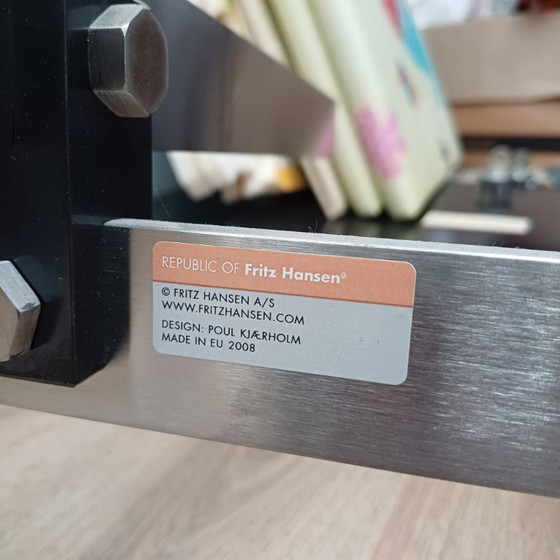 REPUBLIC OF Fritz Hansen®
© FRITZ HANSEN A/S
WWW.FRITZHANSEN.COM
DESIGN: POUL KJÆRHOLM
MADE IN EU 2008